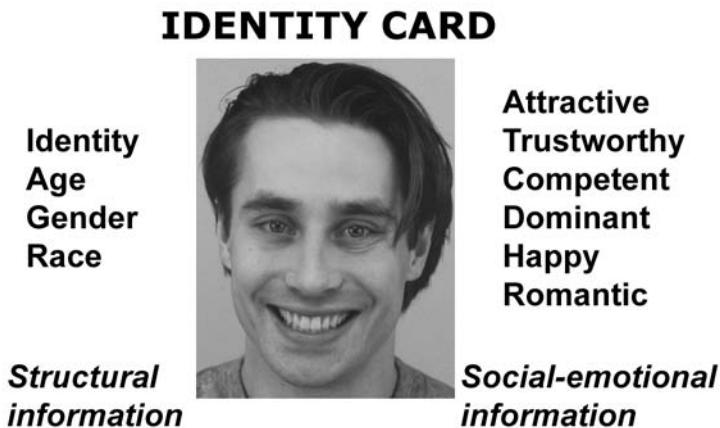 IDENTITY CARD
Identity
Age
Gender
Race
Structural
information
Attractive
Trustworthy
Competent
Dominant
Happy
Romantic
Social-emotional
information